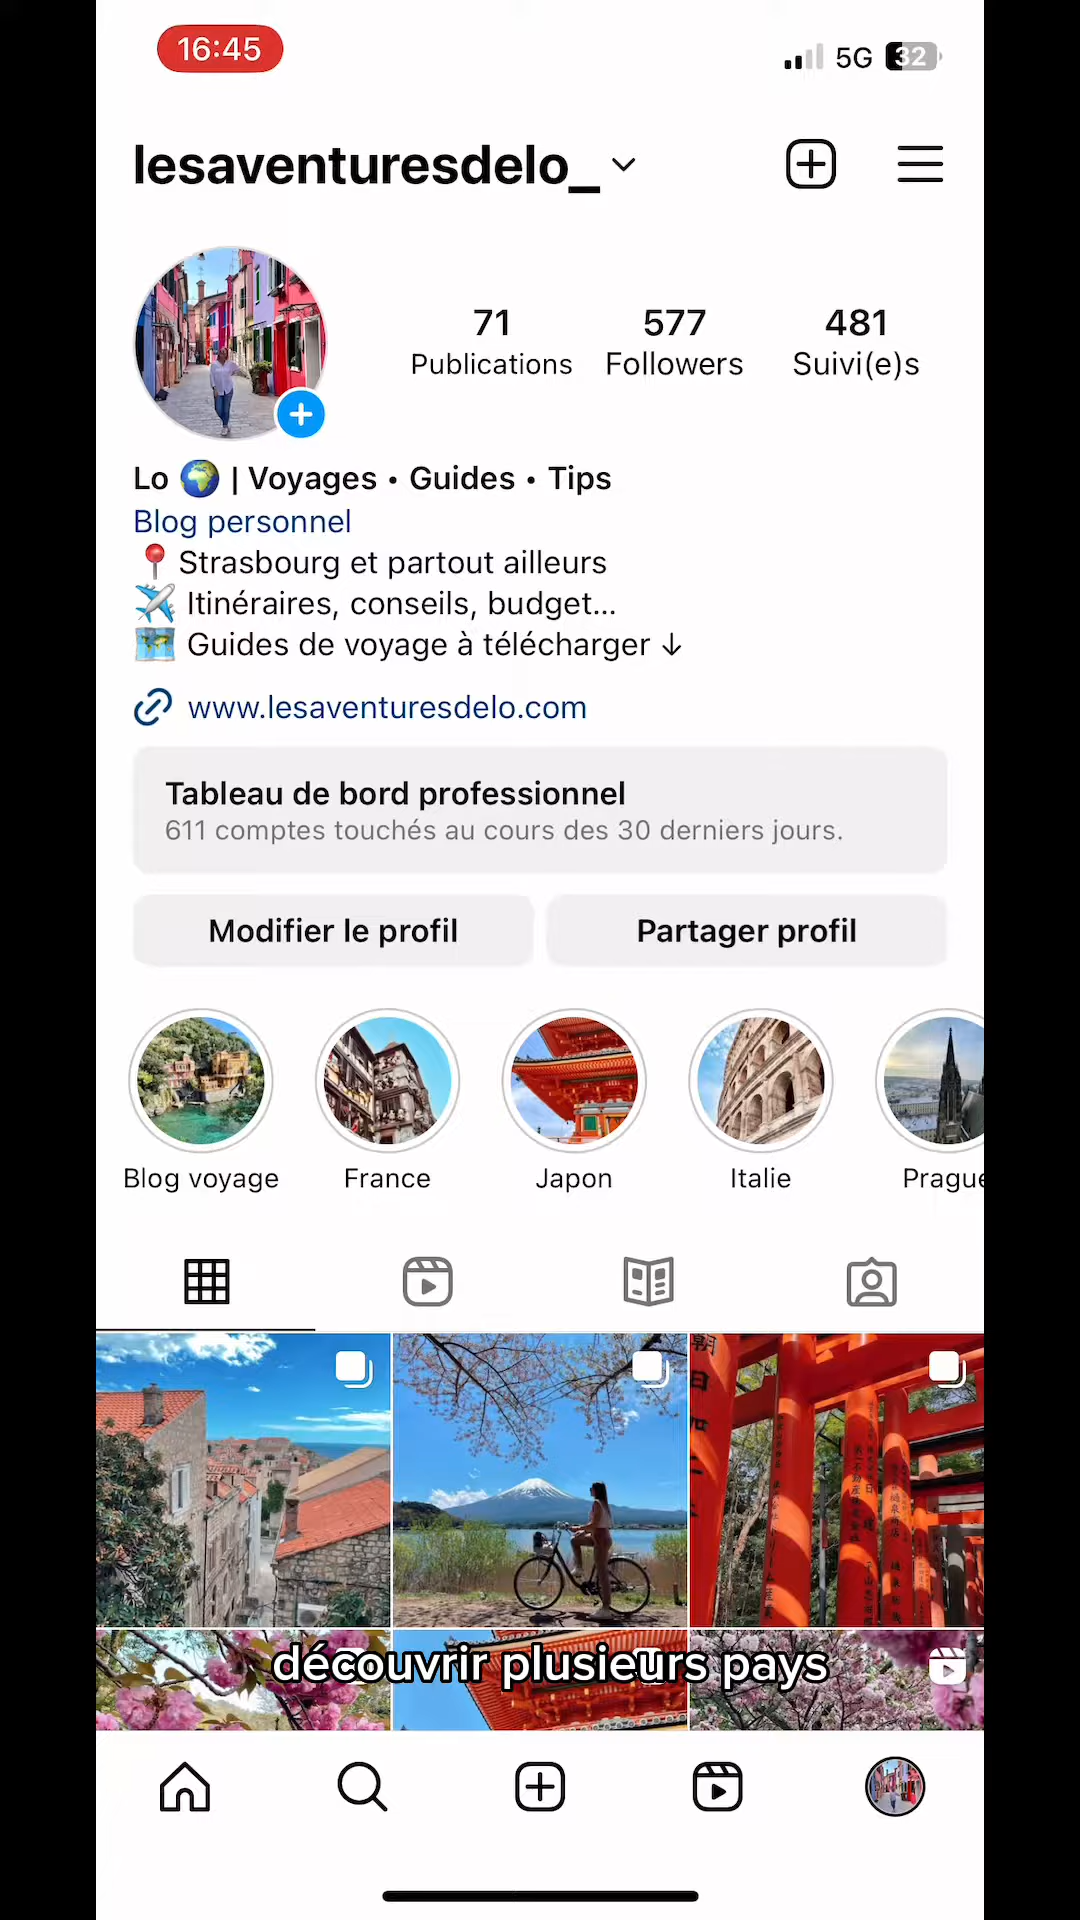 16:45
5G 32
lesaventuresdelo_
71 577 481
Publications Followers Suivi(e)s
Lo | Voyages • Guides • Tips
Blog personnel
Strasbourg et partout ailleurs
Itinéraires, conseils, budget...
Guides de voyage à télécharger ↓
www.lesaventuresdelo.com
Tableau de bord professionnel
611 comptes touchés au cours des 30 derniers jours.
Modifier le profil Partager profil
Blog voyage France Japon Italie Prague
découvrir plusieurs pays